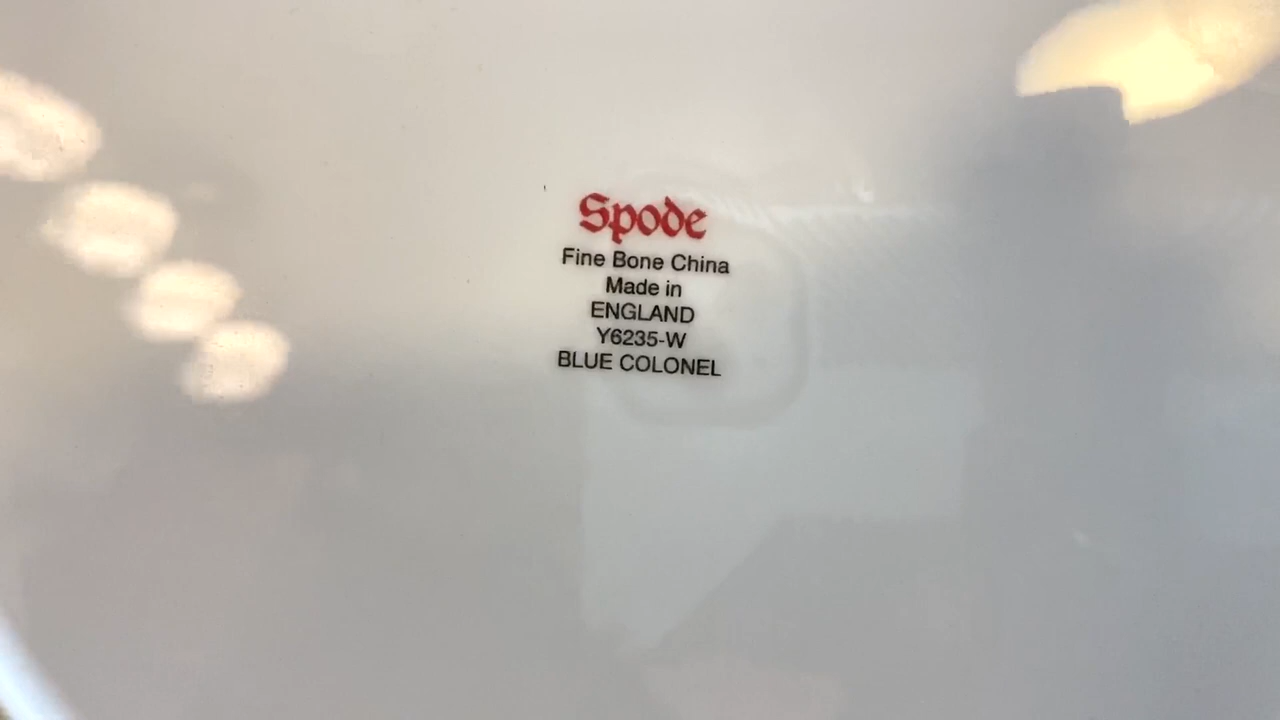 Spode
Fine Bone China
Made in
ENGLAND
Y6235-W
BLUE COLONEL